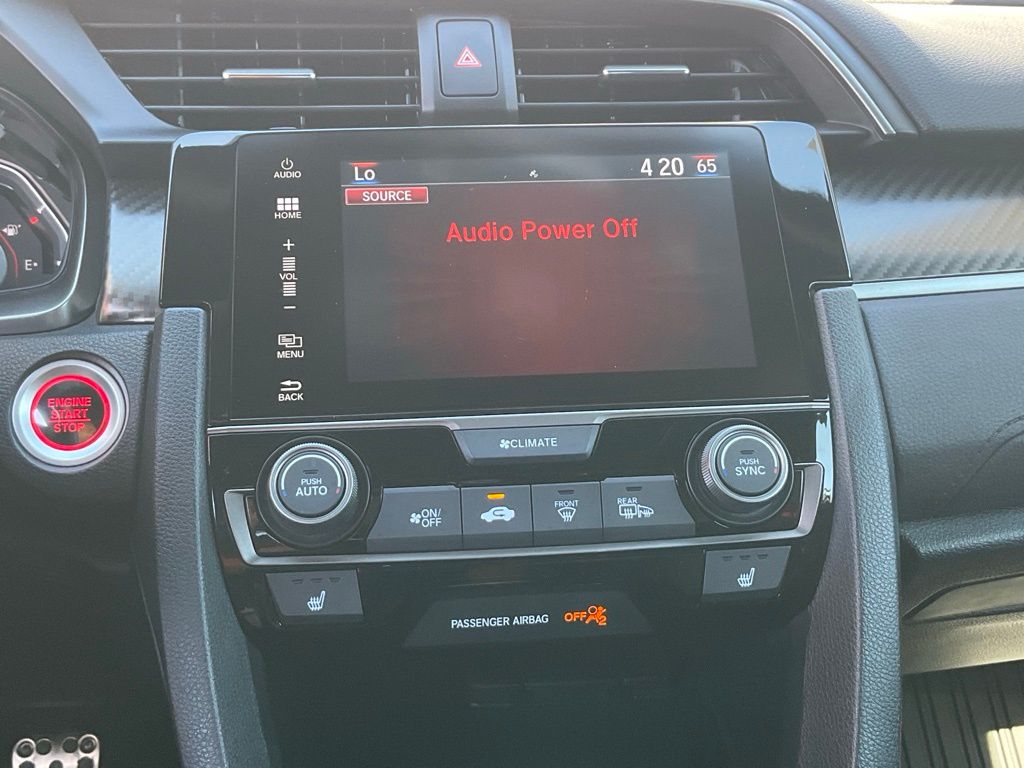 AUDIO
Lo
4 20
65
SOURCE
HOME
Audio Power Off
+
VOL
−
MENU
BACK
E
ENGINE
START
STOP
CLIMATE
PUSH
AUTO
ON/
OFF
FRONT
REAR
PUSH
SYNC
PASSENGER AIRBAG OFF 2